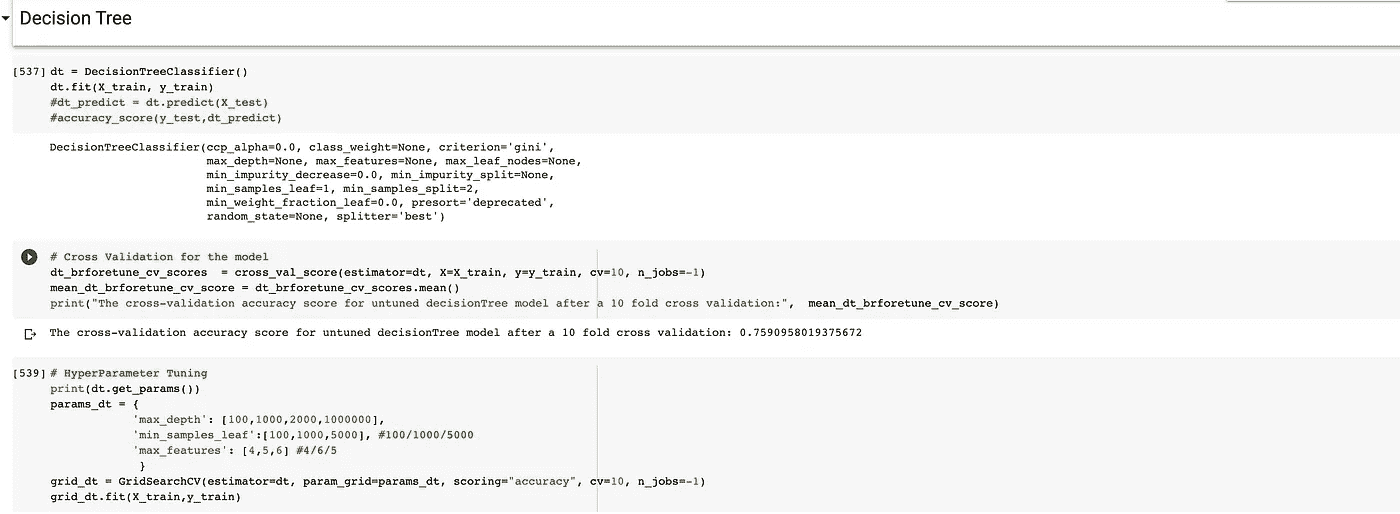 Decision Tree
[537] dt = DecisionTreeClassifier()
dt.fit(X_train, y_train)
#dt_predict = dt.predict(X_test)
#accuracy_score(y_test,dt_predict)
DecisionTreeClassifier(ccp_alpha=0.0, class_weight=None, criterion='gini',
max_depth=None, max_features=None, max_leaf_nodes=None,
min_impurity_decrease=0.0, min_impurity_split=None,
min_samples_leaf=1, min_samples_split=2,
min_weight_fraction_leaf=0.0, presort='deprecated',
random_state=None, splitter='best')
# Cross Validation for the model
dt_brforetune_cv_scores  = cross_val_score(estimator=dt, X=X_train, y=y_train, cv=10, n_jobs=-1)
mean_dt_brforetune_cv_score = dt_brforetune_cv_scores.mean()
print("The cross-validation accuracy score for untuned decisionTree model after a 10 fold cross validation:",  mean_dt_brforetune_cv_score)
The cross-validation accuracy score for untuned decisionTree model after a 10 fold cross validation: 0.7590958019375672
[539] # HyperParameter Tuning
print(dt.get_params())
params_dt = {
'max_depth': [100,1000,2000,1000000],
'min_samples_leaf':[100,1000,5000], #100/1000/5000
'max_features': [4,5,6] #4/6/5
}
grid_dt = GridSearchCV(estimator=dt, param_grid=params_dt, scoring="accuracy", cv=10, n_jobs=-1)
grid_dt.fit(X_train,y_train)